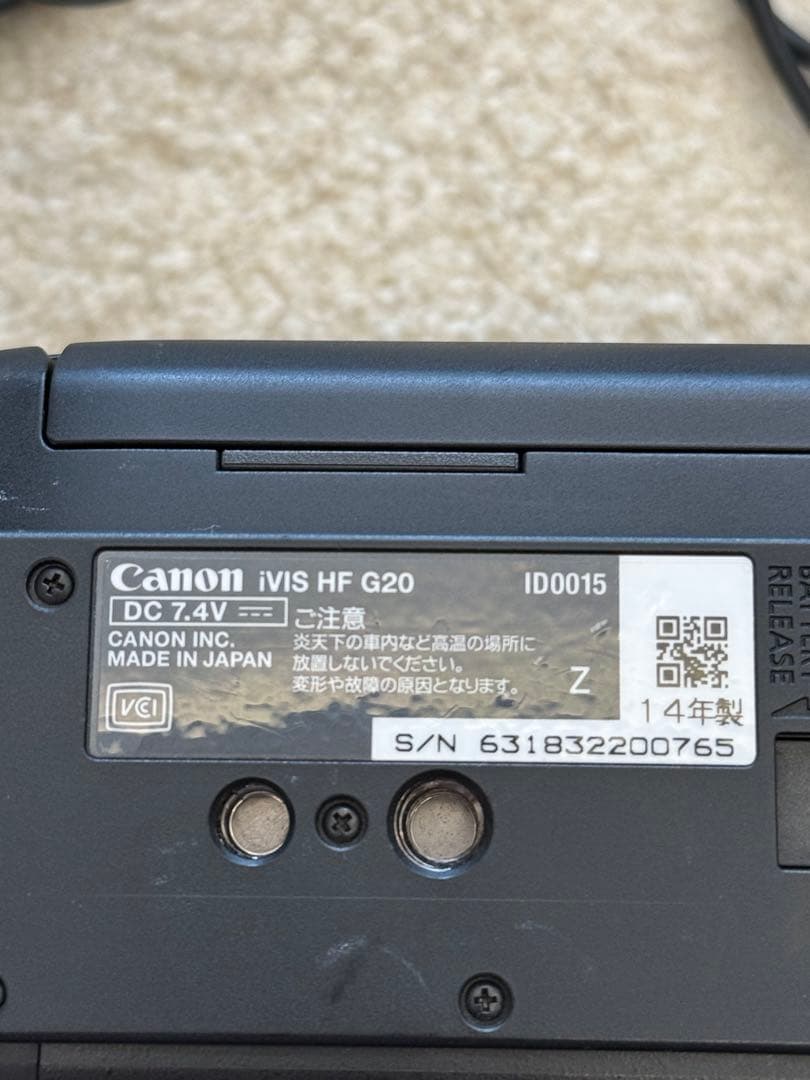 Canon iVIS HF G20 ID0015
DC 7.4V ご注意
CANON INC.
MADE IN JAPAN
炎天下の車内など高温の場所に
放置しないでください。
変形や故障の原因となります。
Z
VCI
14年製
S/N 631832200765
RELEASE